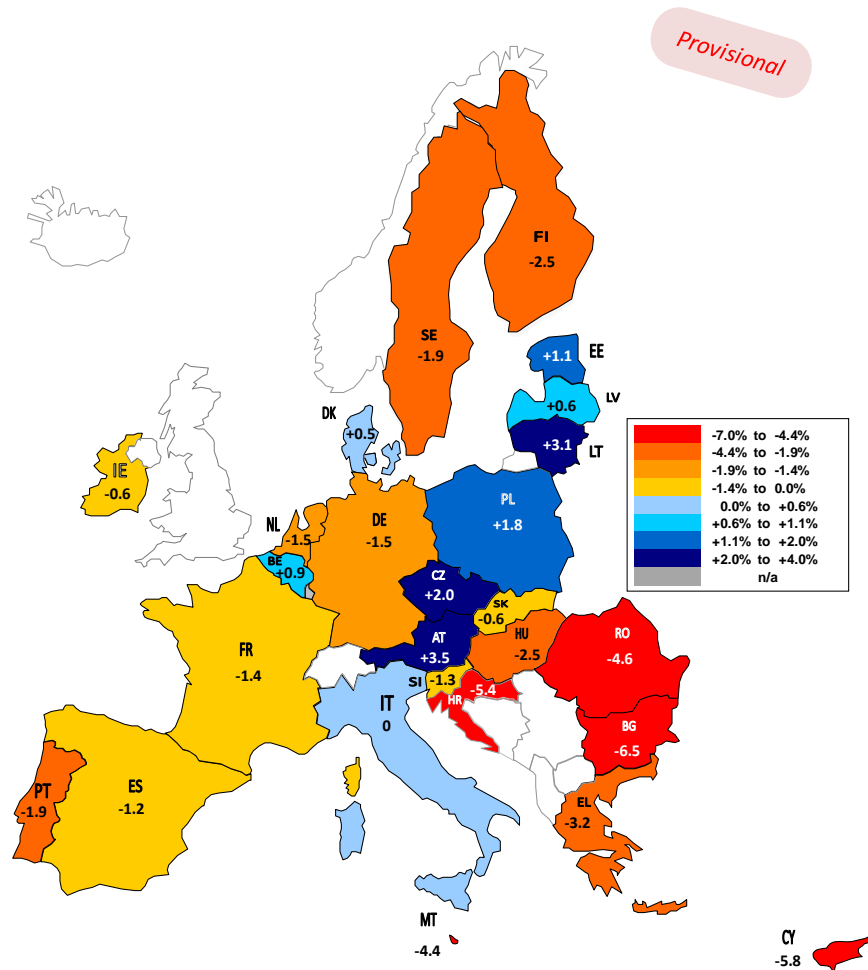 Provisional
FI
-2.5
SE
-1.9
+1.1
EE
+0.6
LV
DK
+0.5
+3.1
LT
-7.0% to -4.4%
-4.4% to -1.9%
-1.9% to -1.4%
-1.4% to 0.0%
0.0% to +0.6%
+0.6% to +1.1%
+1.1% to +2.0%
+2.0% to +4.0%
n/a
IE
-0.6
PL
+1.8
NL
-1.5
DE
-1.5
BE
+0.9
CZ
+2.0
SK
-0.6
AT
+3.5
HU
-2.5
RO
-4.6
FR
-1.4
SI
-1.3
HR
-5.4
IT
0
BG
-6.5
PT
-1.9
ES
-1.2
EL
-3.2
MT
-4.4
CY
-5.8